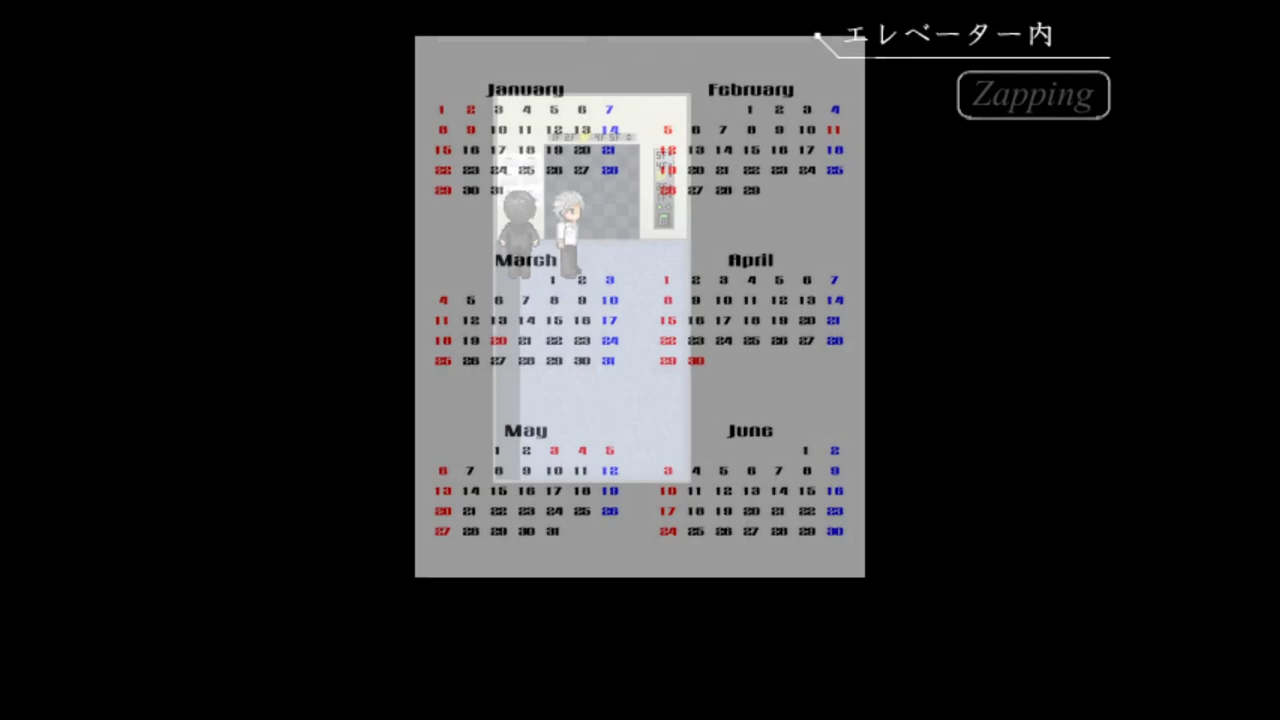 エレベーター内
Zapping
January
1 2 3 4 5 6 7
8 9 10 11 12 13 14
15 16 17 18 19 20 21
22 23 24 25 26 27 28
29 30 31
February
1 2 3 4
5 6 7 8 9 10 11
12 13 14 15 16 17 18
19 20 21 22 23 24 25
26 27 28 29
March
1 2 3
4 5 6 7 8 9 10
11 12 13 14 15 16 17
18 19 20 21 22 23 24
25 26 27 28 29 30 31
April
1 2 3 4 5 6 7
8 9 10 11 12 13 14
15 16 17 18 19 20 21
22 23 24 25 26 27 28
29 30
May
1 2 3 4 5
6 7 8 9 10 11 12
13 14 15 16 17 18 19
20 21 22 23 24 25 26
27 28 29 30 31
June
1 2
3 4 5 6 7 8 9
10 11 12 13 14 15 16
17 18 19 20 21 22 23
24 25 26 27 28 29 30